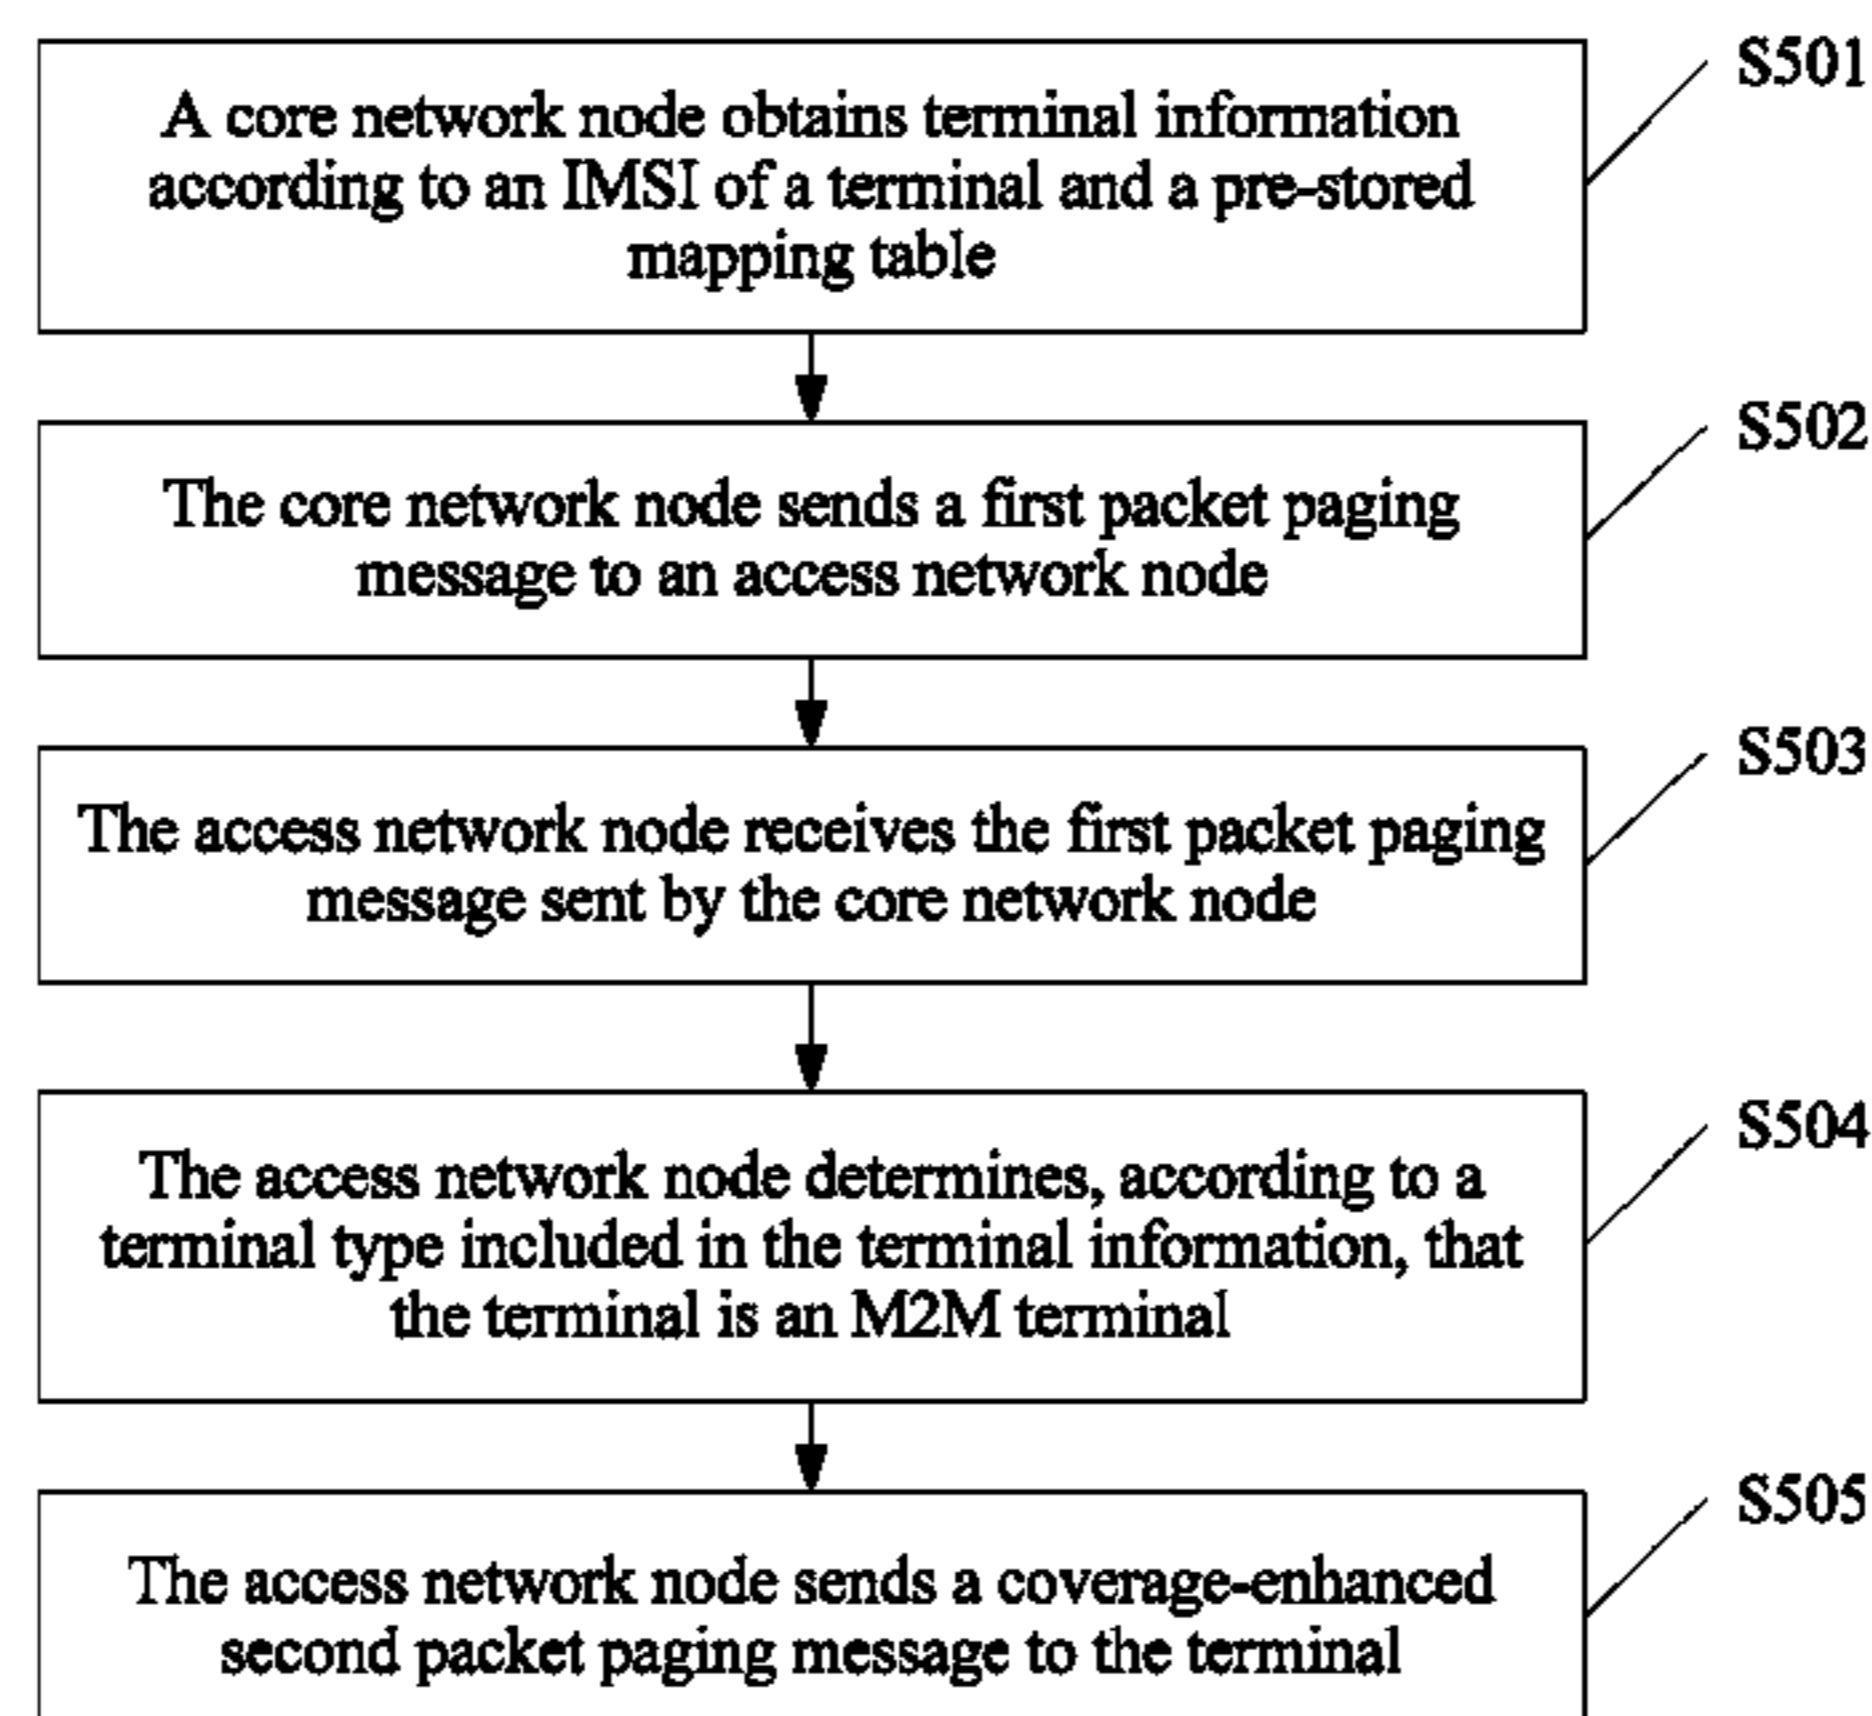 A core network node obtains terminal information
according to an IMSI of a terminal and a pre-stored
mapping table
S501
The core network node sends a first packet paging
message to an access network node
S502
The access network node receives the first packet paging
message sent by the core network node
S503
The access network node determines, according to a
terminal type included in the terminal information, that
the terminal is an M2M terminal
S504
The access network node sends a coverage-enhanced
second packet paging message to the terminal
S505